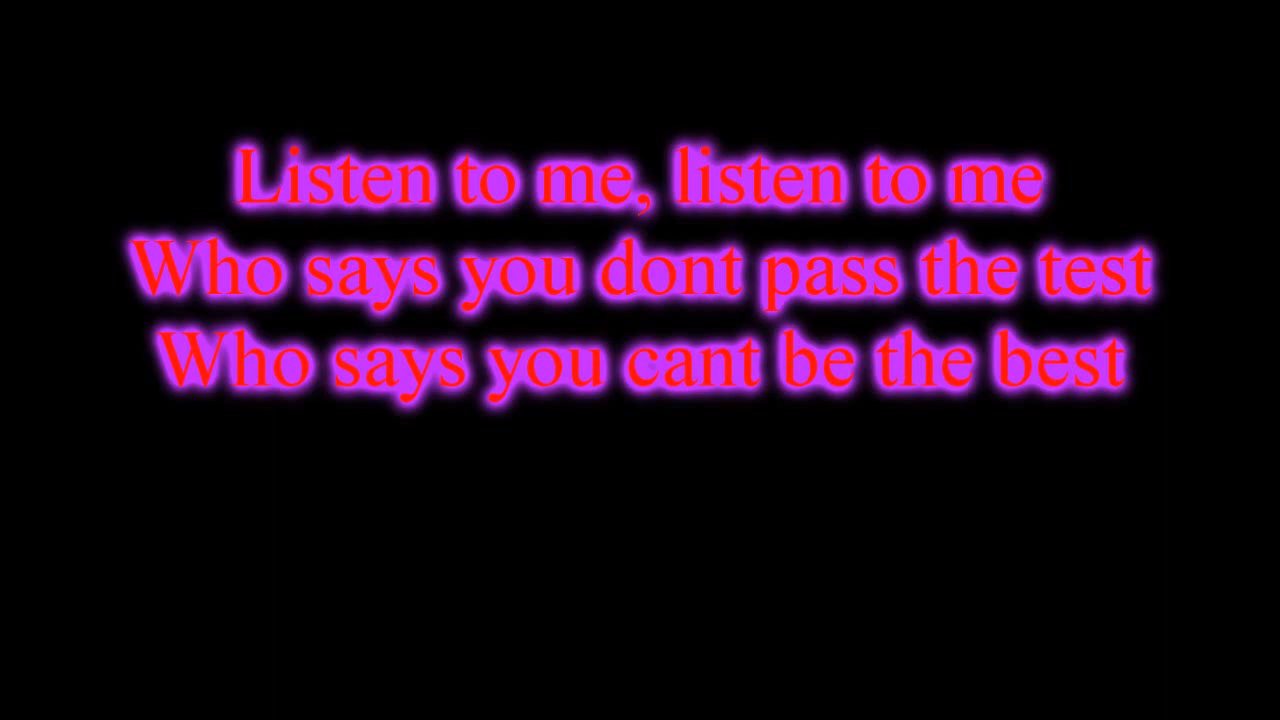 Listen to me, listen to me
Who says you dont pass the test
Who says you cant be the best